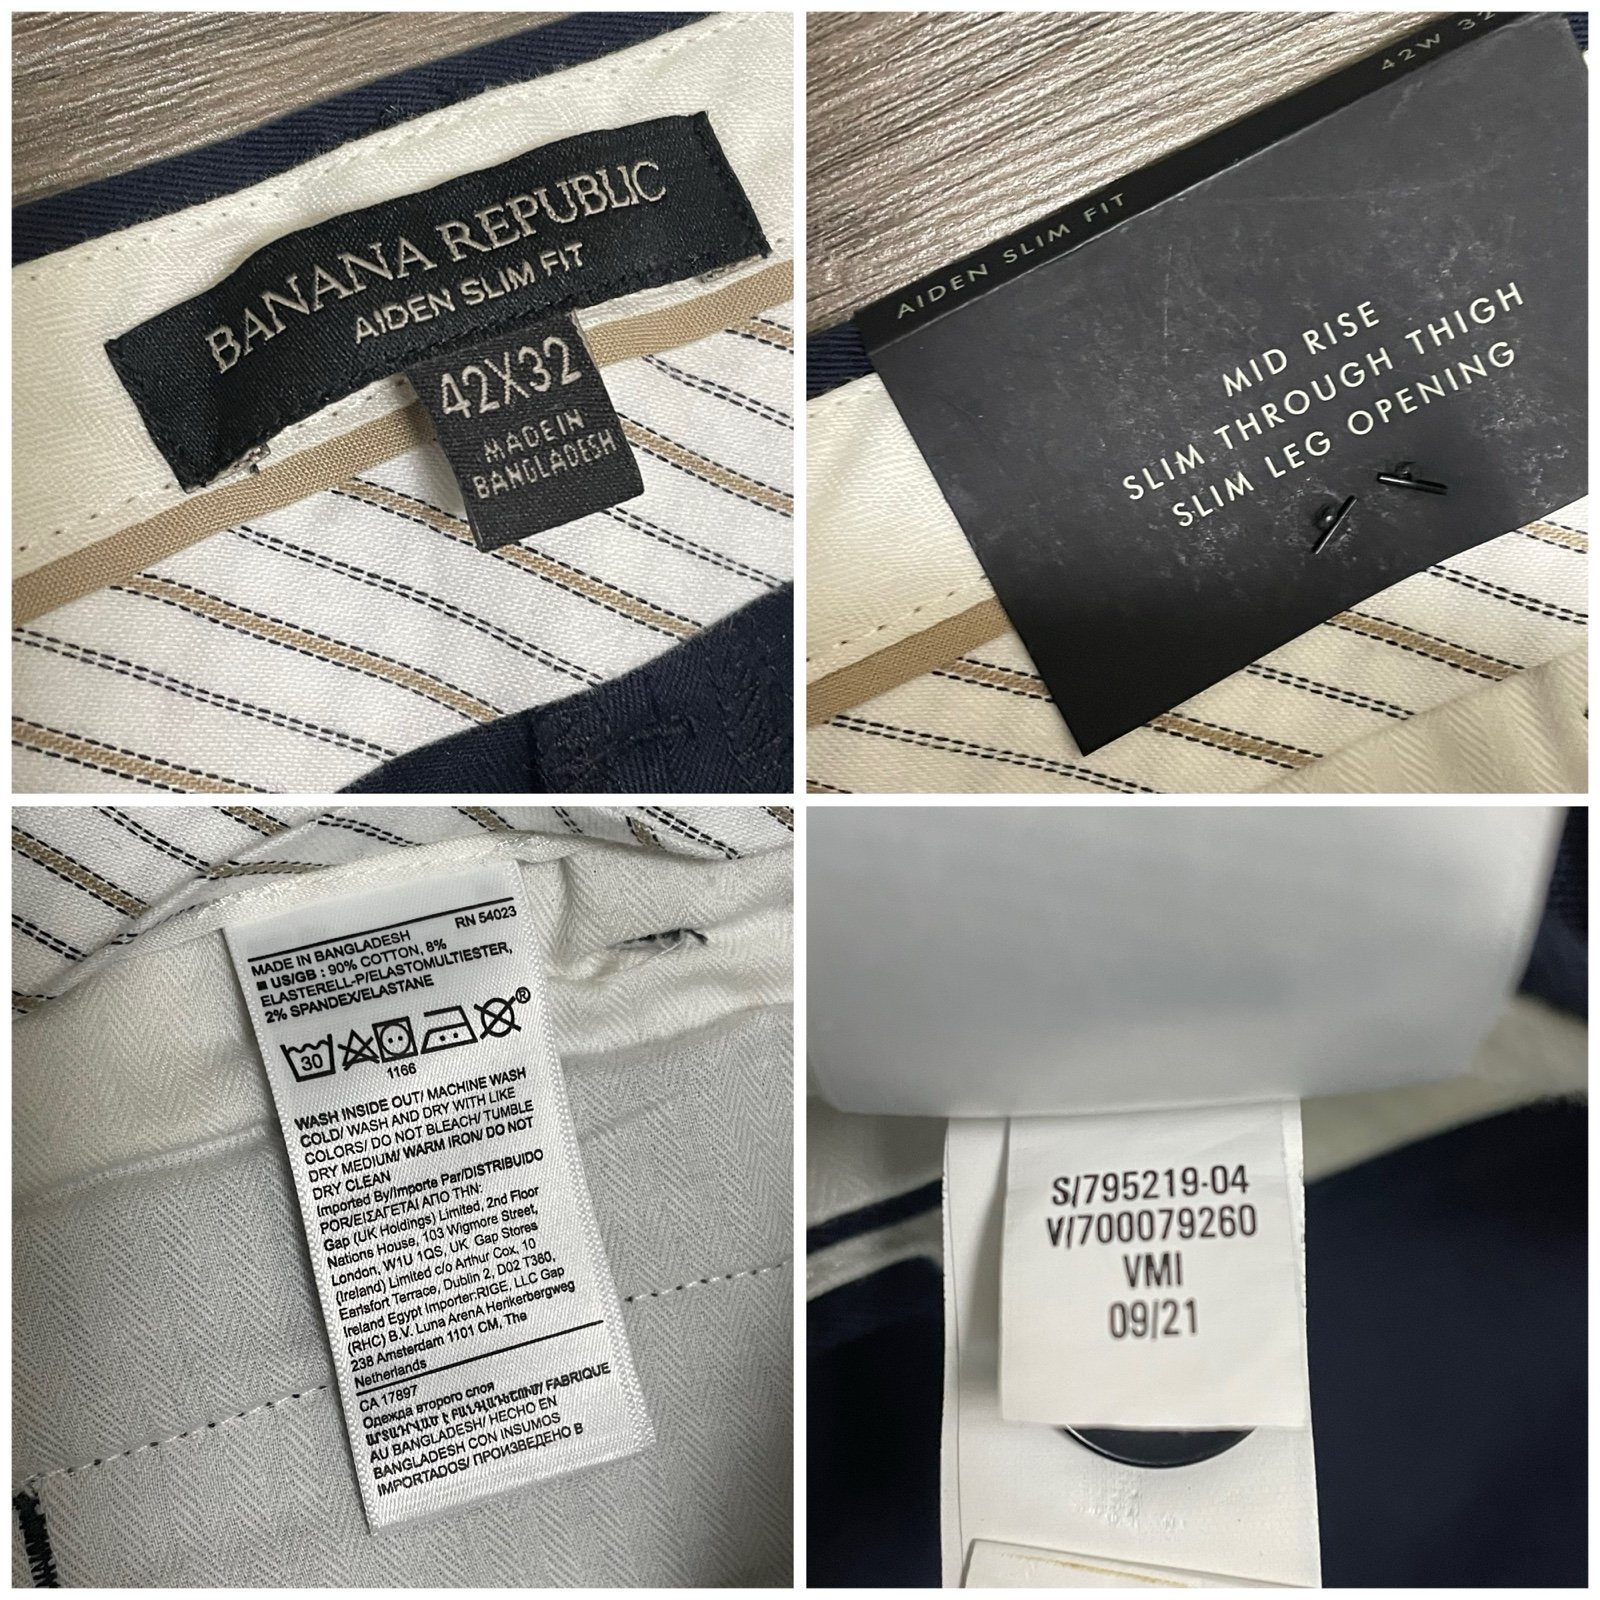 BANANA REPUBLIC
AIDEN SLIM FIT
42X32
MADE IN
BANGLADESH
AIDEN SLIM FIT 42W 32
MID RISE
SLIM THROUGH THIGH
SLIM LEG OPENING
RN 54023
MADE IN BANGLADESH
■ US/GB : 90% COTTON, 8%
ELASTERELL-P/ELASTOMULTIESTER,
2% SPANDEX/ELASTANE
30
®
1166
WASH INSIDE OUT/ MACHINE WASH
COLD/ WASH AND DRY WITH LIKE
COLORS/ DO NOT BLEACH/ TUMBLE
DRY MEDIUM/ WARM IRON/ DO NOT
DRY CLEAN
Imported By/Importe Par/DISTRIBUIDO
POR/ΕΙΣΑΓΕΤΑΙ ΑΠΟ ΤΗΝ:
Gap (UK Holdings) Limited, 2nd Floor
Nations House, 103 Wigmore Street,
London, W1U 1QS, UK Gap Stores
(Ireland) Limited c/o Arthur Cox, 10
Earlsfort Terrace, Dublin 2, D02 T380,
Ireland Egypt Importer:RIGE, LLC Gap
(RHC) B.V. Luna ArenA Herikerbergweg
238 Amsterdam 1101 CM, The
Netherlands
CA 17897
Одежда второго слоя
ԱՐՏԱԴՐՎԱԾ Է ԲԱՆԳԼԱԴԵՇՈՒՄ/ FABRIQUE
AU BANGLADESH/ HECHO EN
BANGLADESH CON INSUMOS
IMPORTADOS/ ПРОИЗВЕДЕНО В
S/795219-04
V/700079260
VMI
09/21